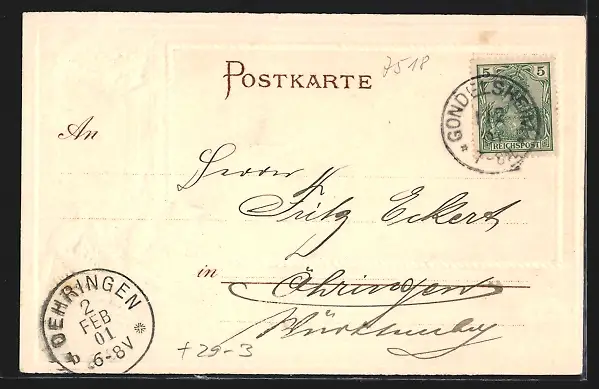 7518
POSTKARTE
5 5
REICHSPOST
GONDELSHEIM
An
Herrn
Fritz Eckert
in Öhringen
Württemberg
OEHRINGEN
2
FEB
01
6-8V
+29-3